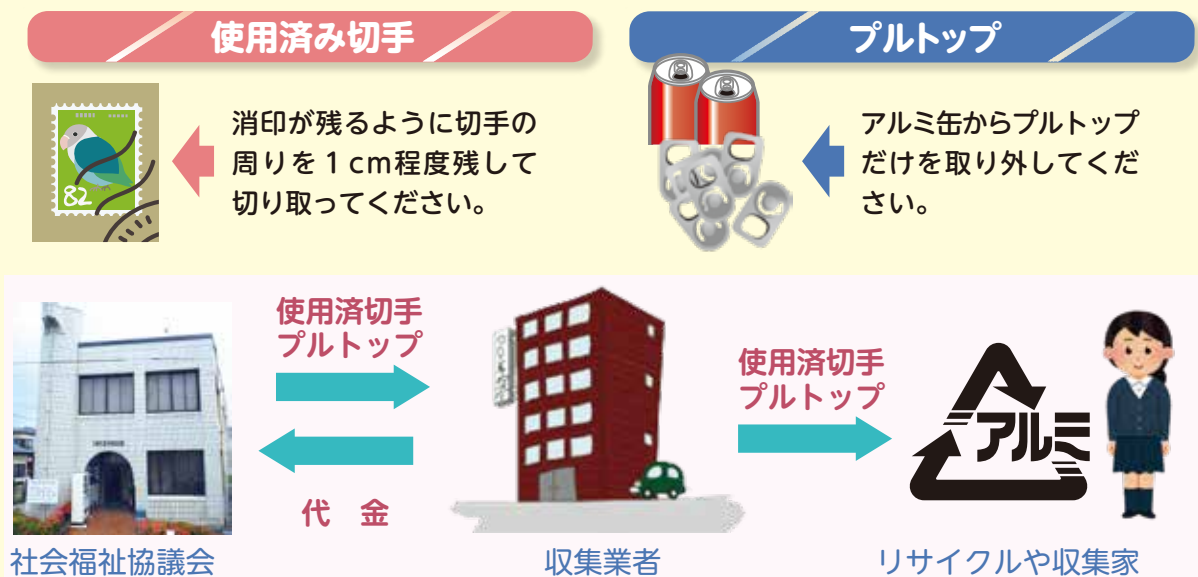 使用済み切手
プルトップ
消印が残るように切手の
周りを1cm程度残して
切り取ってください。
82
アルミ缶からプルトップ
だけを取り外してくだ
さい。
使用済切手
プルトップ
代 金
使用済切手
プルトップ
アルミ
社会福祉協議会
収集業者
リサイクルや収集家